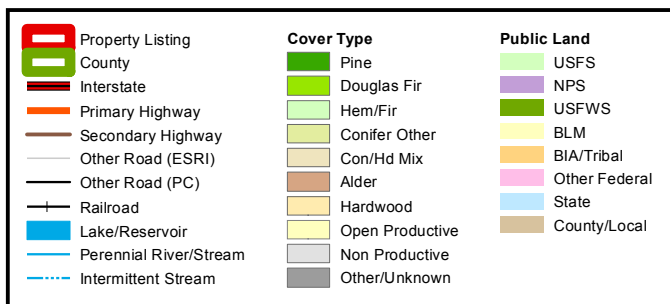 Property Listing
County
Interstate
Primary Highway
Secondary Highway
Other Road (ESRI)
Other Road (PC)
Railroad
Lake/Reservoir
Perennial River/Stream
Intermittent Stream
Cover Type
Pine
Douglas Fir
Hem/Fir
Conifer Other
Con/Hd Mix
Alder
Hardwood
Open Productive
Non Productive
Other/Unknown
Public Land
USFS
NPS
USFWS
BLM
BIA/Tribal
Other Federal
State
County/Local